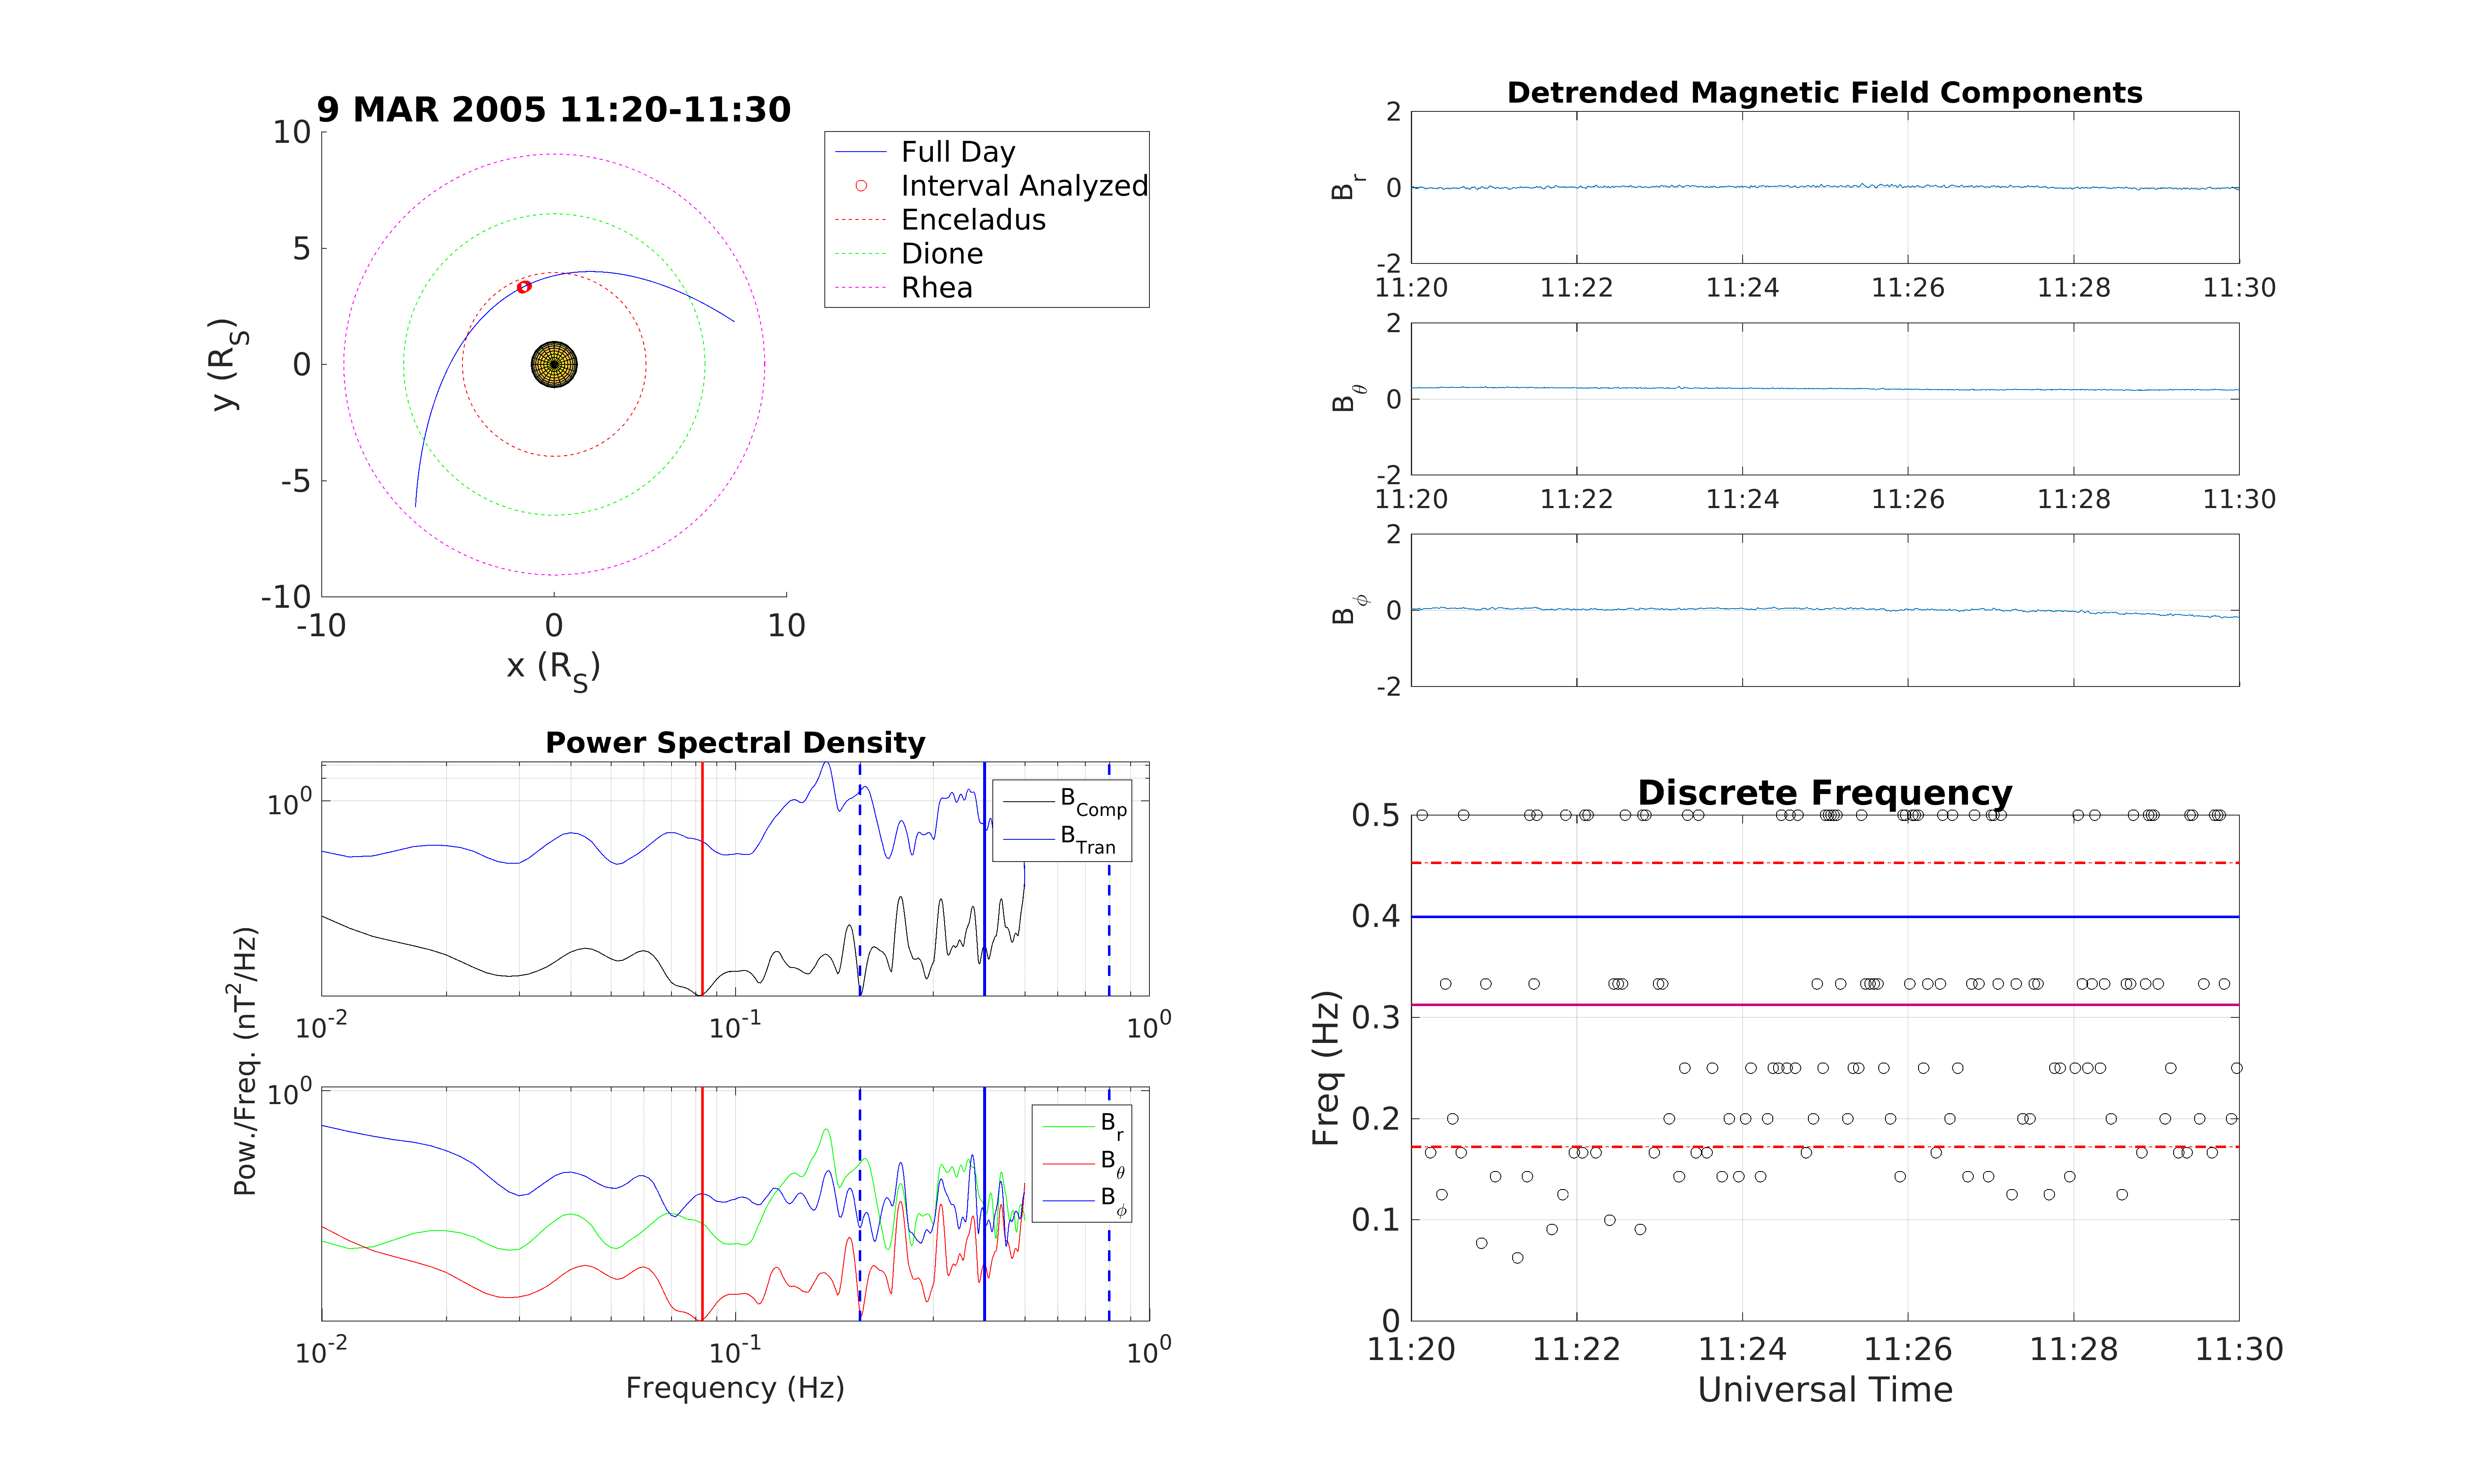 9 MAR 2005 11:20-11:30
10
5
0
-5
-10
-10
0
10
y (R_S)
x (R_S)
Full Day
Interval Analyzed
Enceladus
Dione
Rhea
Detrended Magnetic Field Components
B_r
2
0
-2
11:20 11:22 11:24 11:26 11:28 11:30
B_θ
2
0
-2
11:20 11:22 11:24 11:26 11:28 11:30
B_ϕ
2
0
-2
Power Spectral Density
10^0
B_Comp
B_Tran
10^-2 10^-1 10^0
Pow./Freq. (nT^2/Hz)
10^0
B_r
B_θ
B_ϕ
10^-2 10^-1 10^0
Frequency (Hz)
Discrete Frequency
0.5
0.4
0.3
0.2
0.1
0
Freq (Hz)
11:20 11:22 11:24 11:26 11:28 11:30
Universal Time